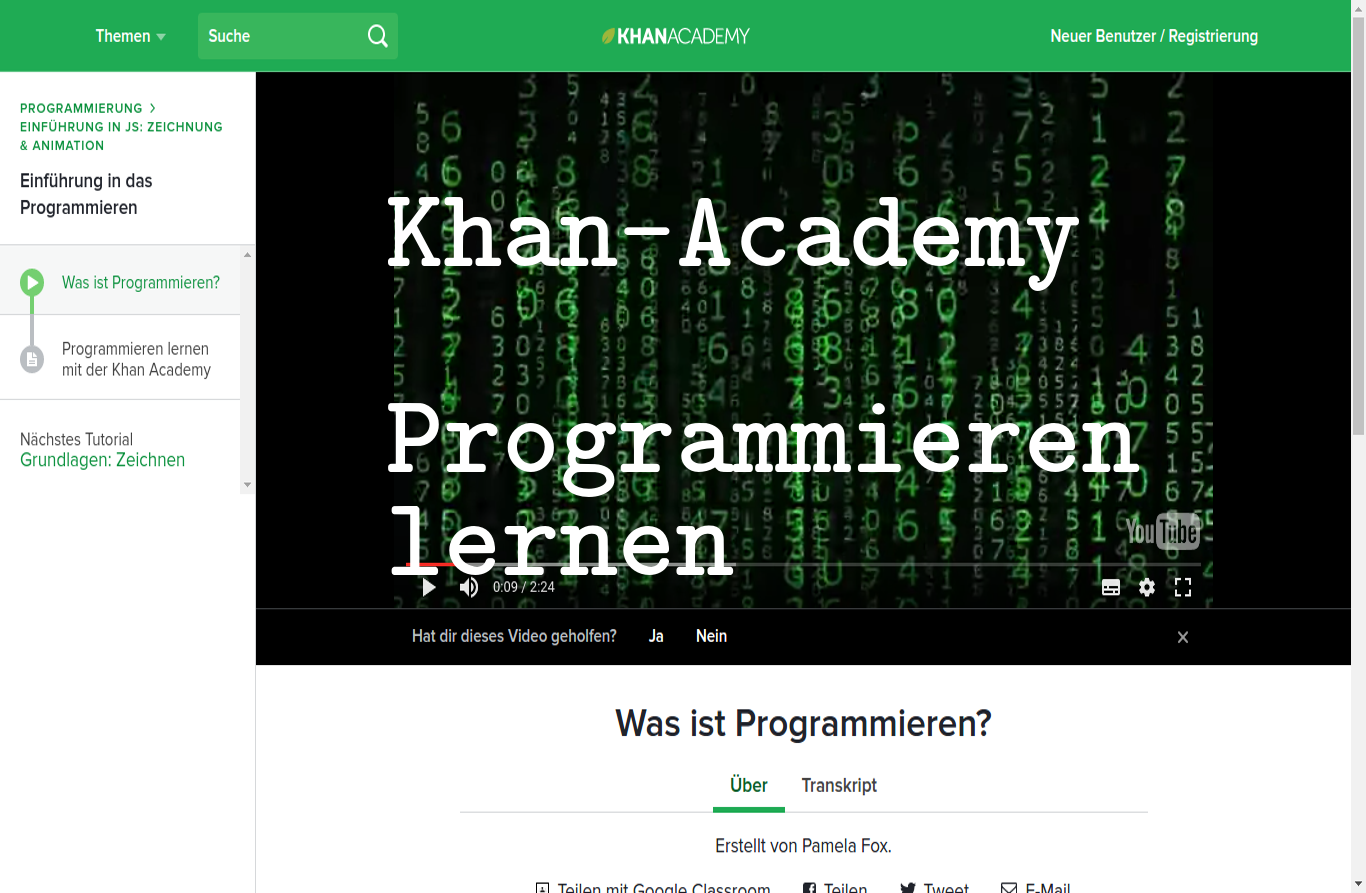 Themen
Suche
KHANACADEMY
Neuer Benutzer / Registrierung
PROGRAMMIERUNG >
EINFÜHRUNG IN JS: ZEICHNUNG
& ANIMATION
Einführung in das
Programmieren
Was ist Programmieren?
Programmieren lernen
mit der Khan Academy
Nächstes Tutorial
Grundlagen: Zeichnen
Khan-Academy
Programmieren
lernen
YouTube
0:09 / 2:24
Hat dir dieses Video geholfen?
Ja
Nein
Was ist Programmieren?
Über
Transkript
Erstellt von Pamela Fox.
Teilen mit Google Classroom
Teilen
Tweet
E-Mail